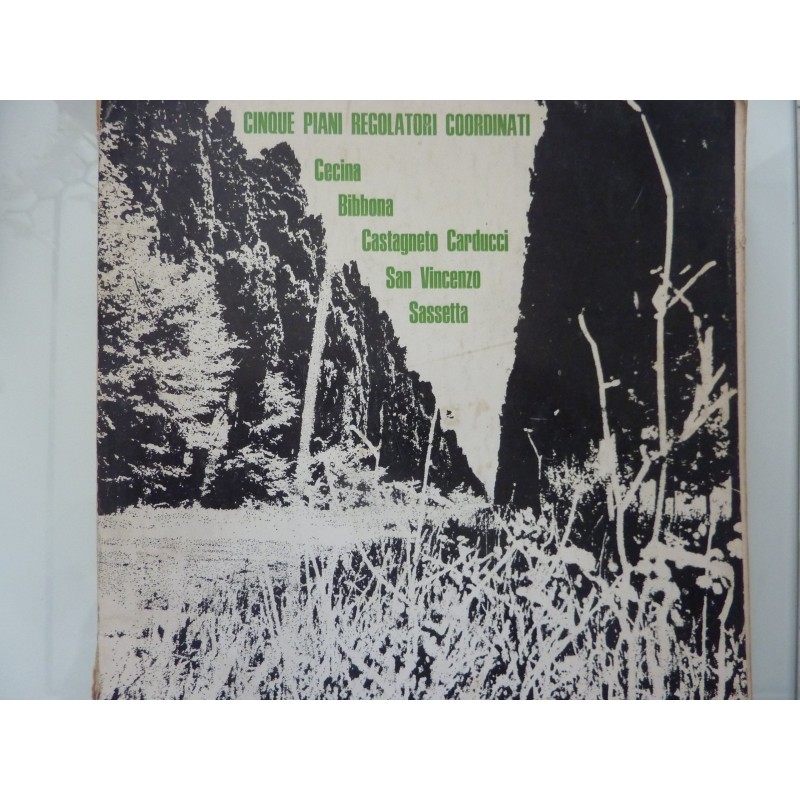 CINQUE PIANI REGOLATORI COORDINATI
Cecina
Bibbona
Castagneto Carducci
San Vincenzo
Sassetta